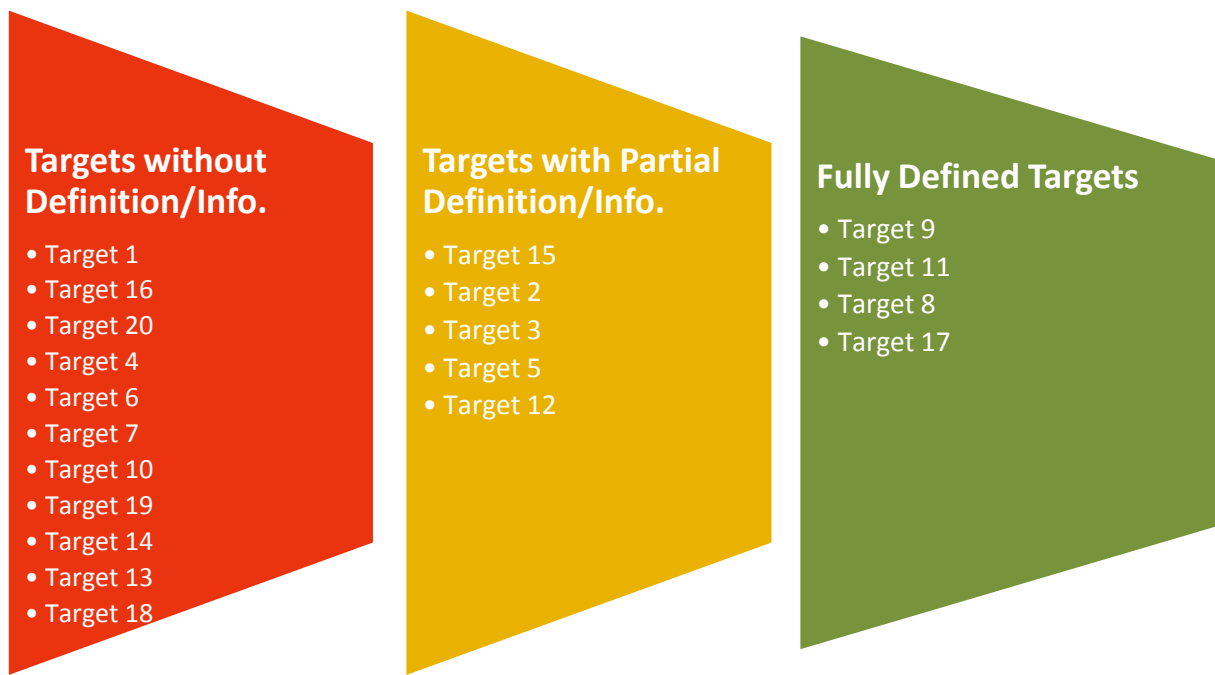 Targets without
Definition/Info.
• Target 1
• Target 16
• Target 20
• Target 4
• Target 6
• Target 7
• Target 10
• Target 19
• Target 14
• Target 13
• Target 18
Targets with Partial
Definition/Info.
• Target 15
• Target 2
• Target 3
• Target 5
• Target 12
Fully Defined Targets
• Target 9
• Target 11
• Target 8
• Target 17